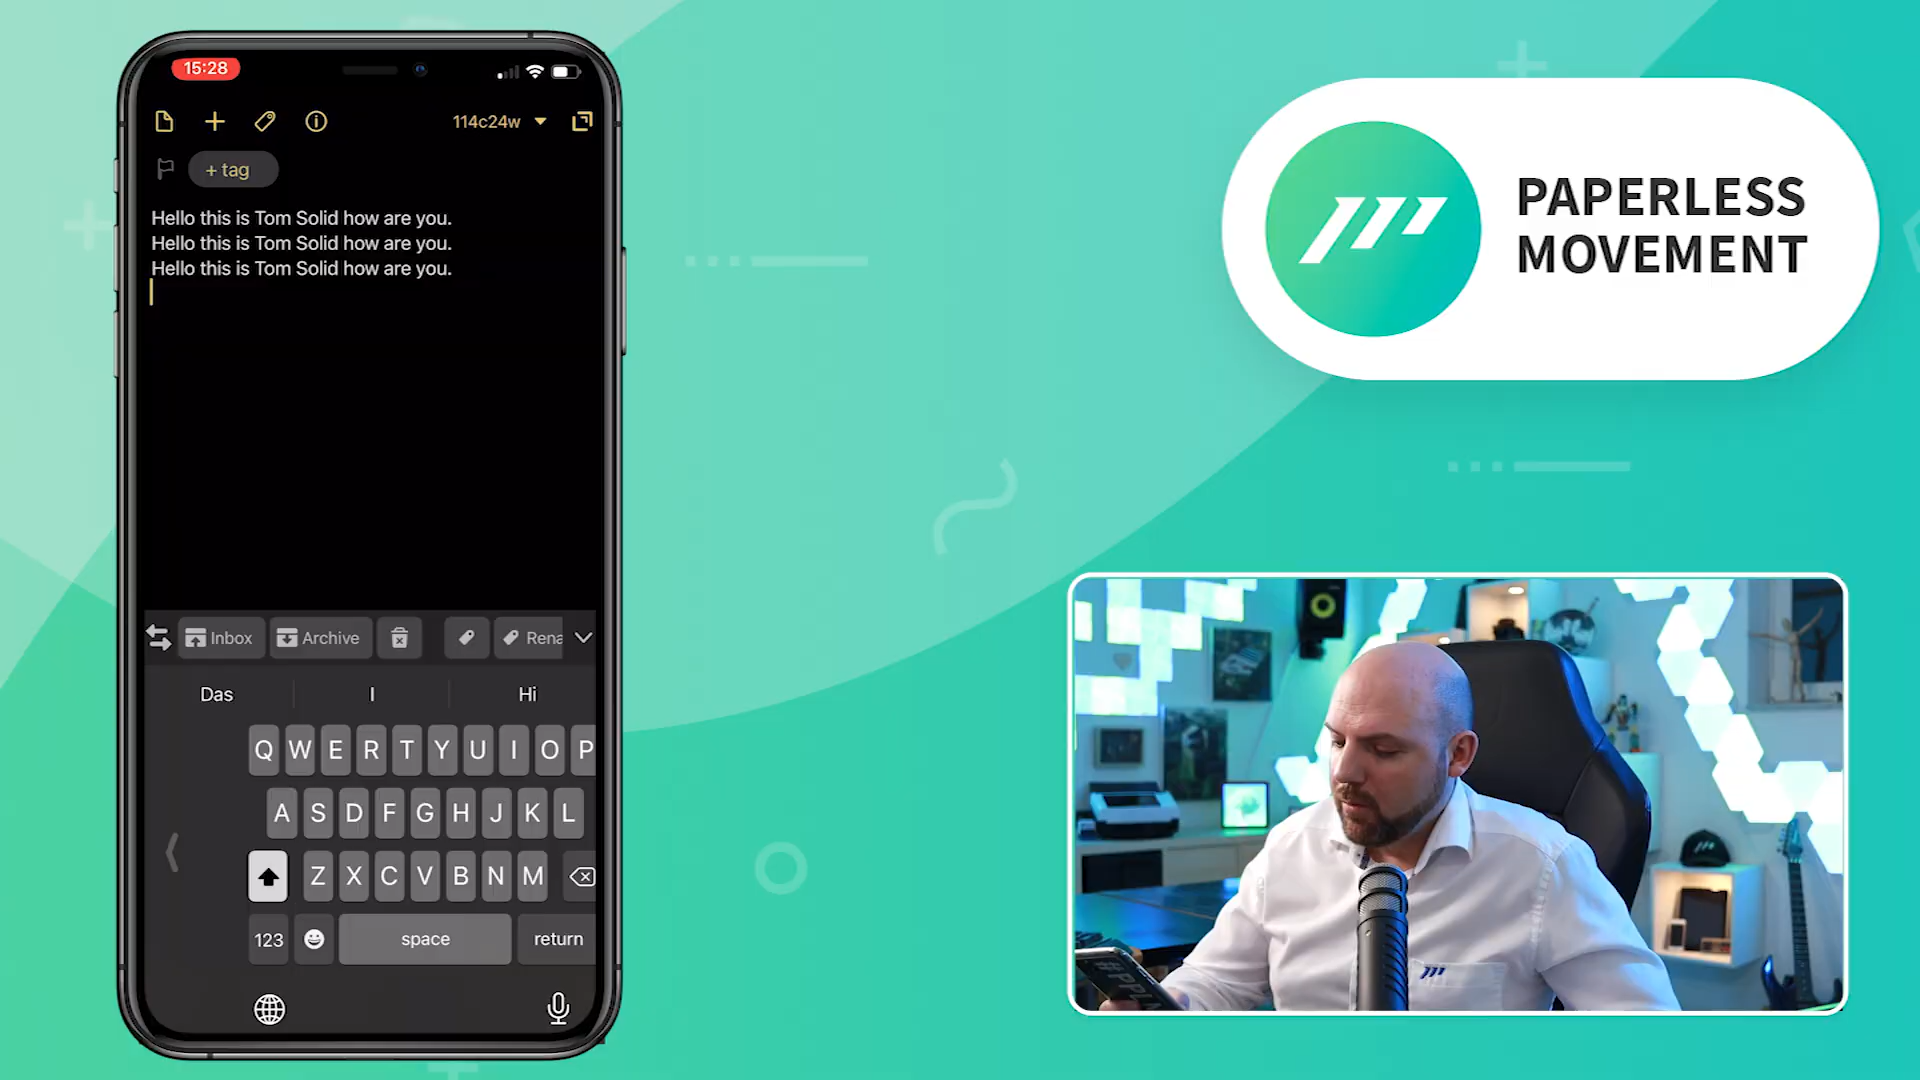 15:28
114c24w
+ tag
Hello this is Tom Solid how are you.
Hello this is Tom Solid how are you.
Hello this is Tom Solid how are you.
Inbox
Archive
Rena
Das
I
Hi
Q W E R T Y U I O P
A S D F G H J K L
Z X C V B N M
123
space
return
PAPERLESS
MOVEMENT